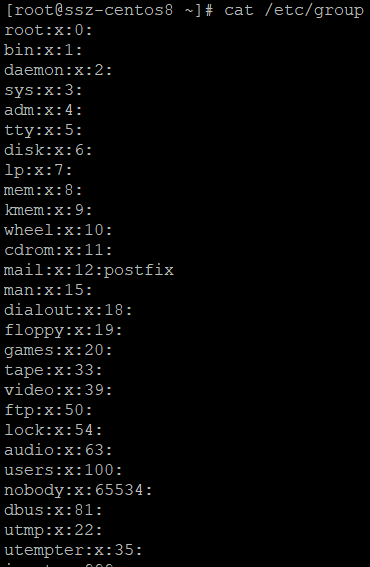 [root@ssz-centos8 ~]# cat /etc/group
root:x:0:
bin:x:1:
daemon:x:2:
sys:x:3:
adm:x:4:
tty:x:5:
disk:x:6:
lp:x:7:
mem:x:8:
kmem:x:9:
wheel:x:10:
cdrom:x:11:
mail:x:12:postfix
man:x:15:
dialout:x:18:
floppy:x:19:
games:x:20:
tape:x:33:
video:x:39:
ftp:x:50:
lock:x:54:
audio:x:63:
users:x:100:
nobody:x:65534:
dbus:x:81:
utmp:x:22:
utempter:x:35: